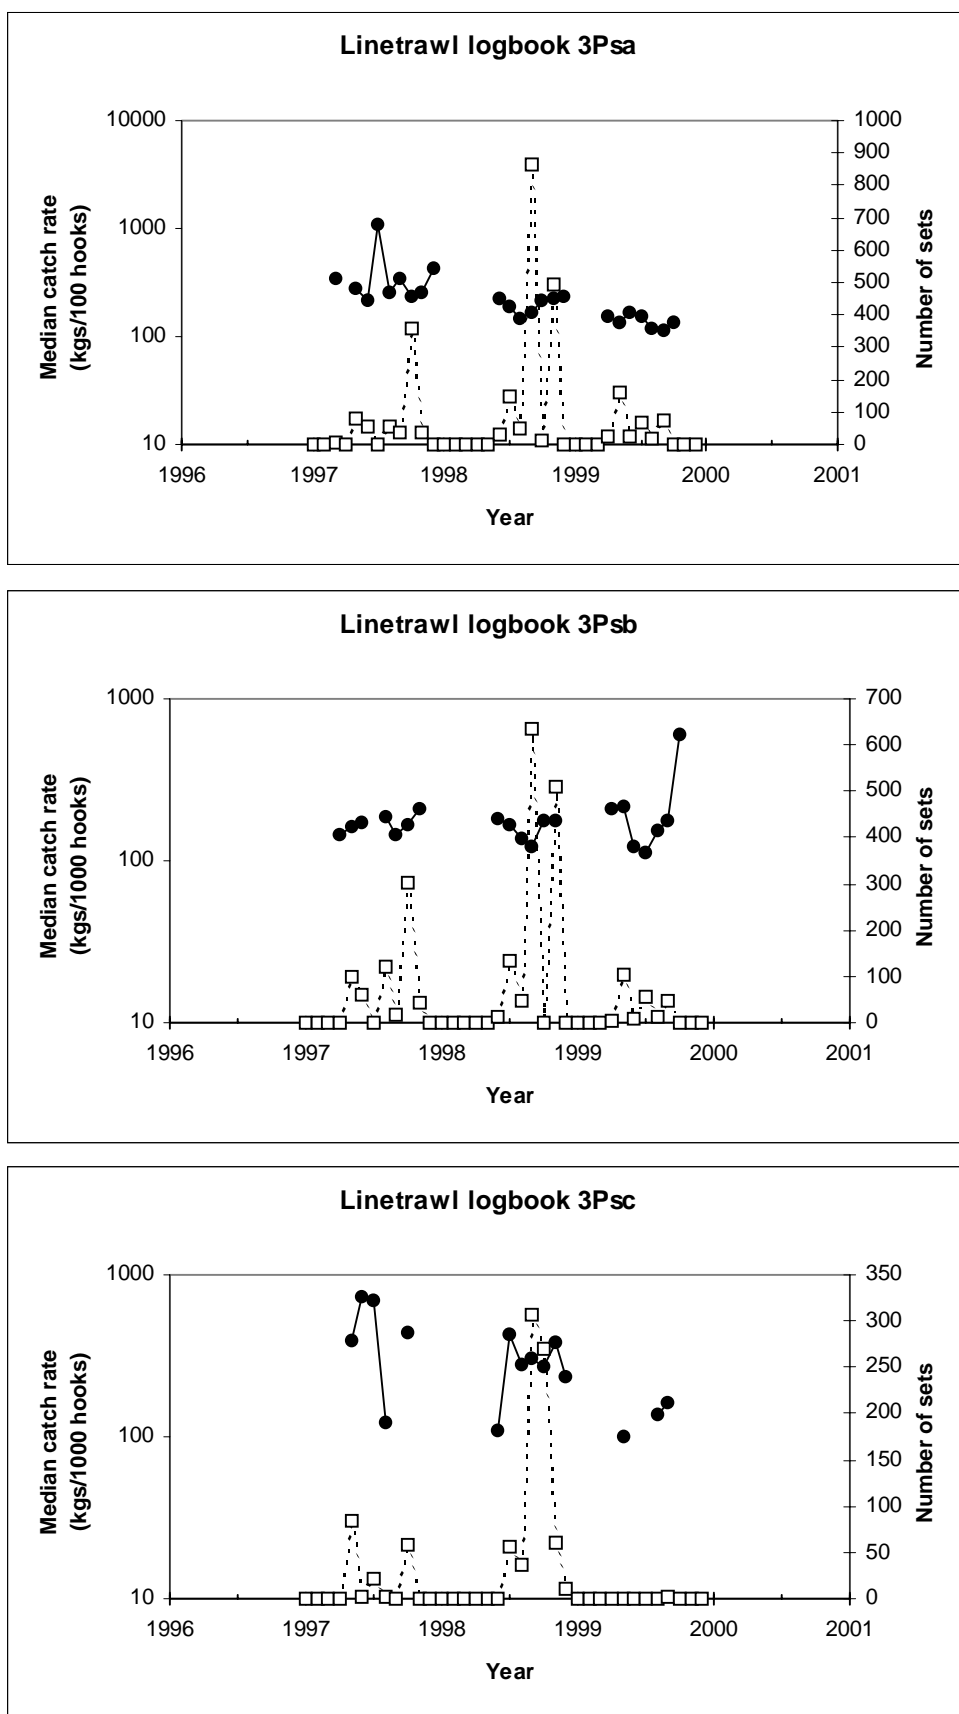 Linetrawl logbook 3Psa
10000
1000
100
10
1000
900
800
700
600
500
400
300
200
100
0
Median catch rate
(kgs/100 hooks)
Number of sets
1996 1997 1998 1999 2000 2001
Year
Linetrawl logbook 3Psb
1000
100
10
700
600
500
400
300
200
100
0
Median catch rate
(kgs/1000 hooks)
Number of sets
1996 1997 1998 1999 2000 2001
Year
Linetrawl logbook 3Psc
1000
100
10
350
300
250
200
150
100
50
0
Median catch rate
(kgs/1000 hooks)
Number of sets
1996 1997 1998 1999 2000 2001
Year